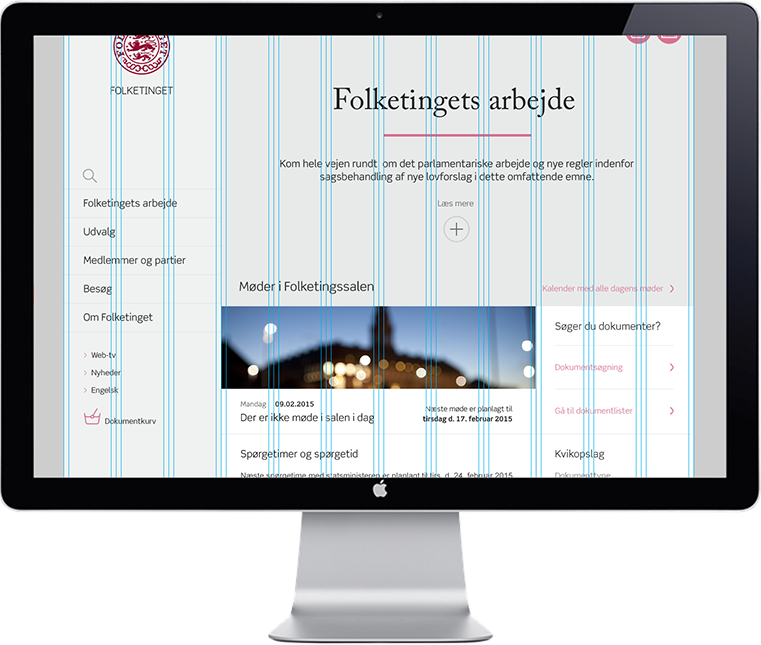 FOLKETINGET
Folketingets arbejde
Udvalg
Medlemmer og partier
Besøg
Om Folketinget
Web-tv
Nyheder
Engelsk
Dokumentkurv
Folketingets arbejde
Kom hele vejen rundt om det parlamentariske arbejde og nye regler indenfor
sagsbehandling af nye lovforslag i dette omfattende emne.
Læs mere
Møder i Folketingssalen
Kalender med alle dagens møder
Mandag 09.02.2015
Der er ikke møde i salen i dag
Næste møde er planlagt til
tirsdag d. 17. februar 2015
Spørgetimer og spørgetid
Næste spørgetime med statsministeren er planlagt til tirs. d. 24. februar 2015
Søger du dokumenter?
Dokumentsøgning
Gå til dokumentlister
Kvikopslag
Dokumenttype